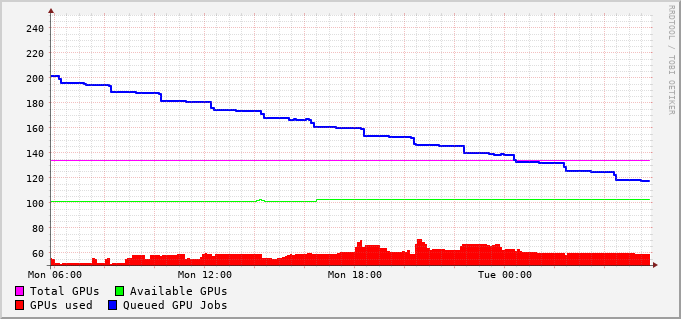 240
220
200
180
160
140
120
100
80
60
Mon 06:00 Mon 12:00 Mon 18:00 Tue 00:00
Total GPUs Available GPUs
GPUs used Queued GPU Jobs
RRDTOOL / TOBI OETIKER